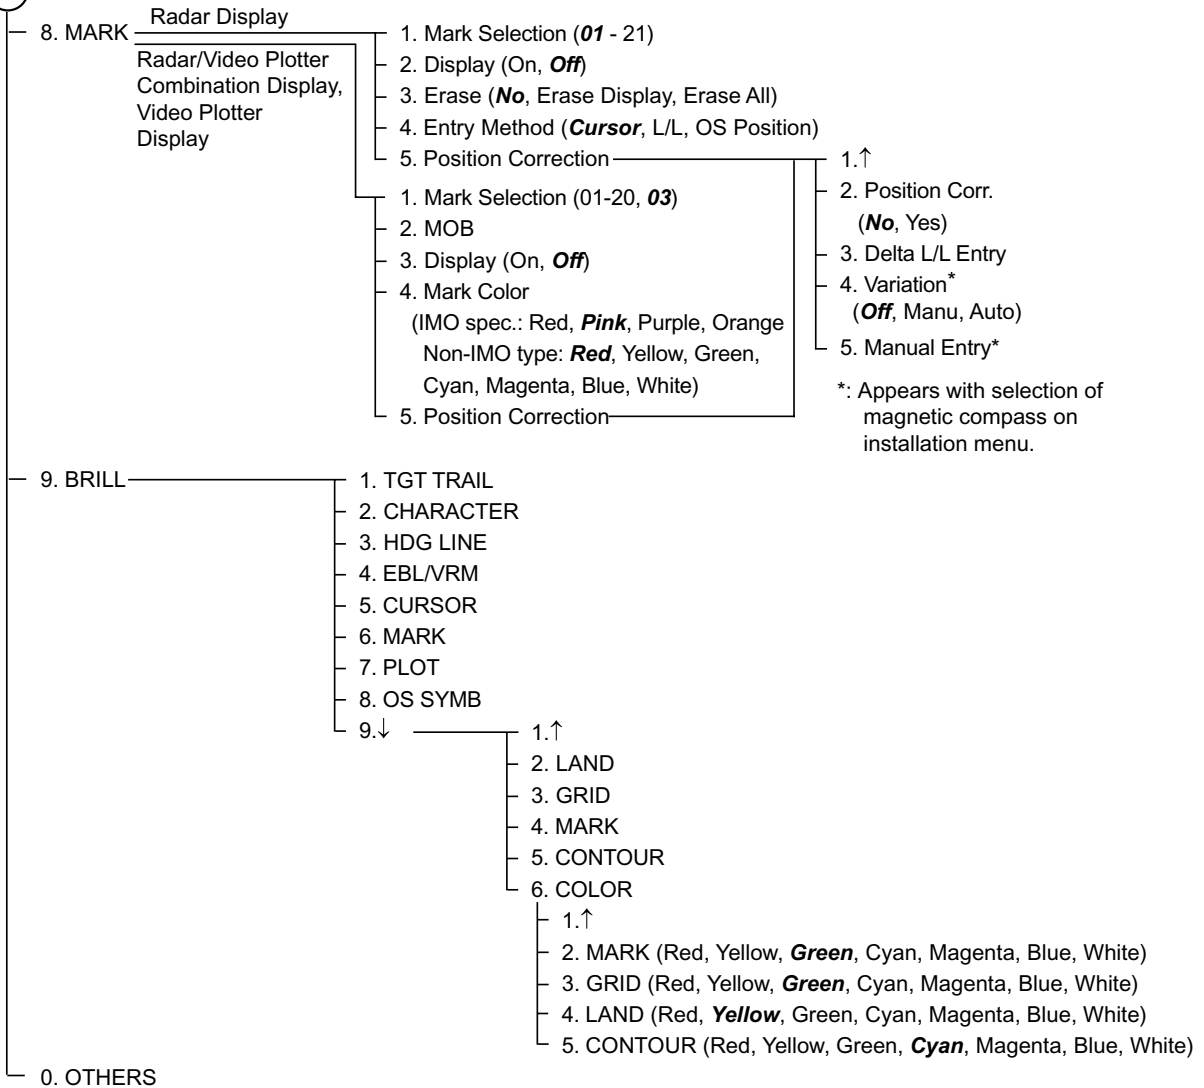 8. MARK
Radar Display
Radar/Video Plotter
Combination Display,
Video Plotter
Display
1. Mark Selection (01 - 21)
2. Display (On, Off)
3. Erase (No, Erase Display, Erase All)
4. Entry Method (Cursor, L/L, OS Position)
5. Position Correction
1. Mark Selection (01-20, 03)
2. MOB
3. Display (On, Off)
4. Mark Color
(IMO spec.: Red, Pink, Purple, Orange
Non-IMO type: Red, Yellow, Green,
Cyan, Magenta, Blue, White)
5. Position Correction
1.↑
2. Position Corr.
(No, Yes)
3. Delta L/L Entry
4. Variation*
(Off, Manu, Auto)
5. Manual Entry*
*: Appears with selection of
magnetic compass on
installation menu.
9. BRILL
1. TGT TRAIL
2. CHARACTER
3. HDG LINE
4. EBL/VRM
5. CURSOR
6. MARK
7. PLOT
8. OS SYMB
9.↓
1.↑
2. LAND
3. GRID
4. MARK
5. CONTOUR
6. COLOR
1.↑
2. MARK (Red, Yellow, Green, Cyan, Magenta, Blue, White)
3. GRID (Red, Yellow, Green, Cyan, Magenta, Blue, White)
4. LAND (Red, Yellow, Green, Cyan, Magenta, Blue, White)
5. CONTOUR (Red, Yellow, Green, Cyan, Magenta, Blue, White)
0. OTHERS